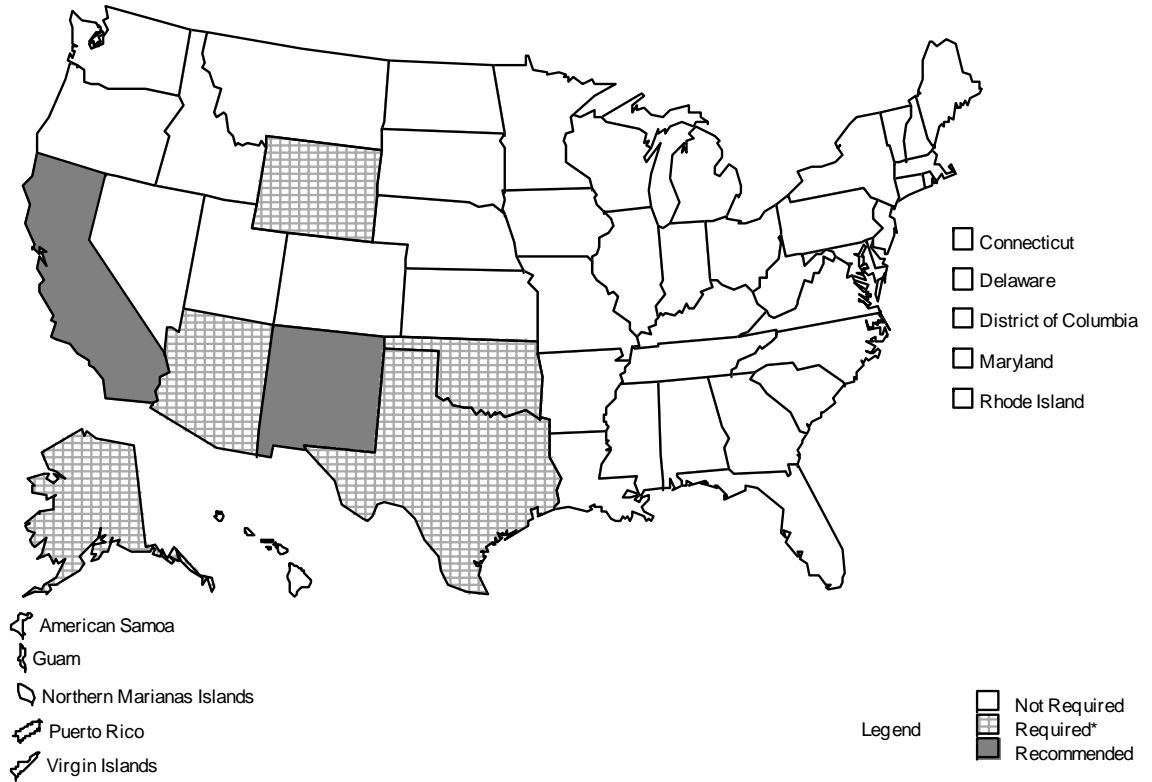 Connecticut
Delaware
District of Columbia
Maryland
Rhode Island
American Samoa
Guam
Northern Marianas Islands
Puerto Rico
Virgin Islands
Legend
Not Required
Required*
Recommended